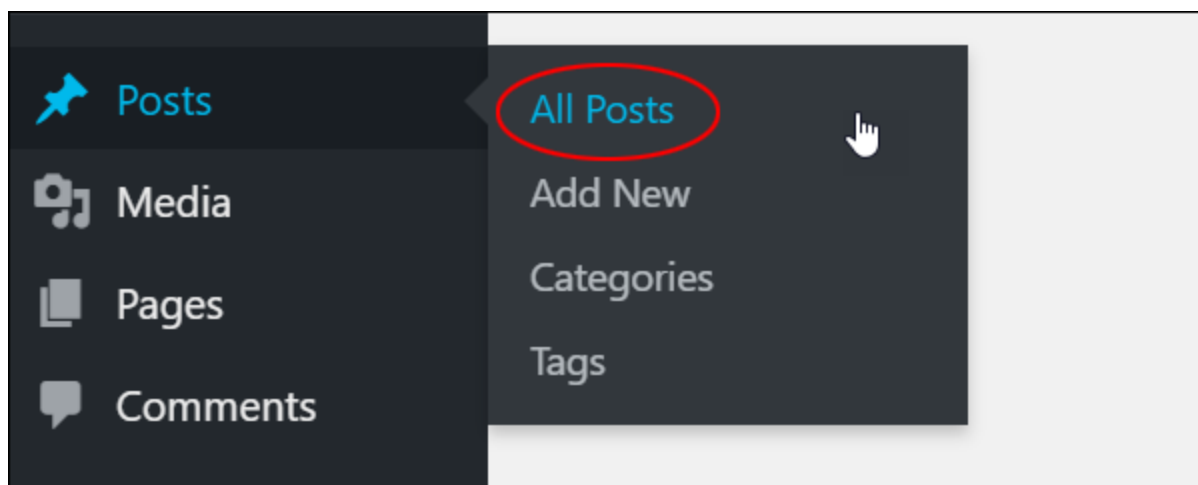 Posts
Media
Pages
Comments
All Posts
Add New
Categories
Tags